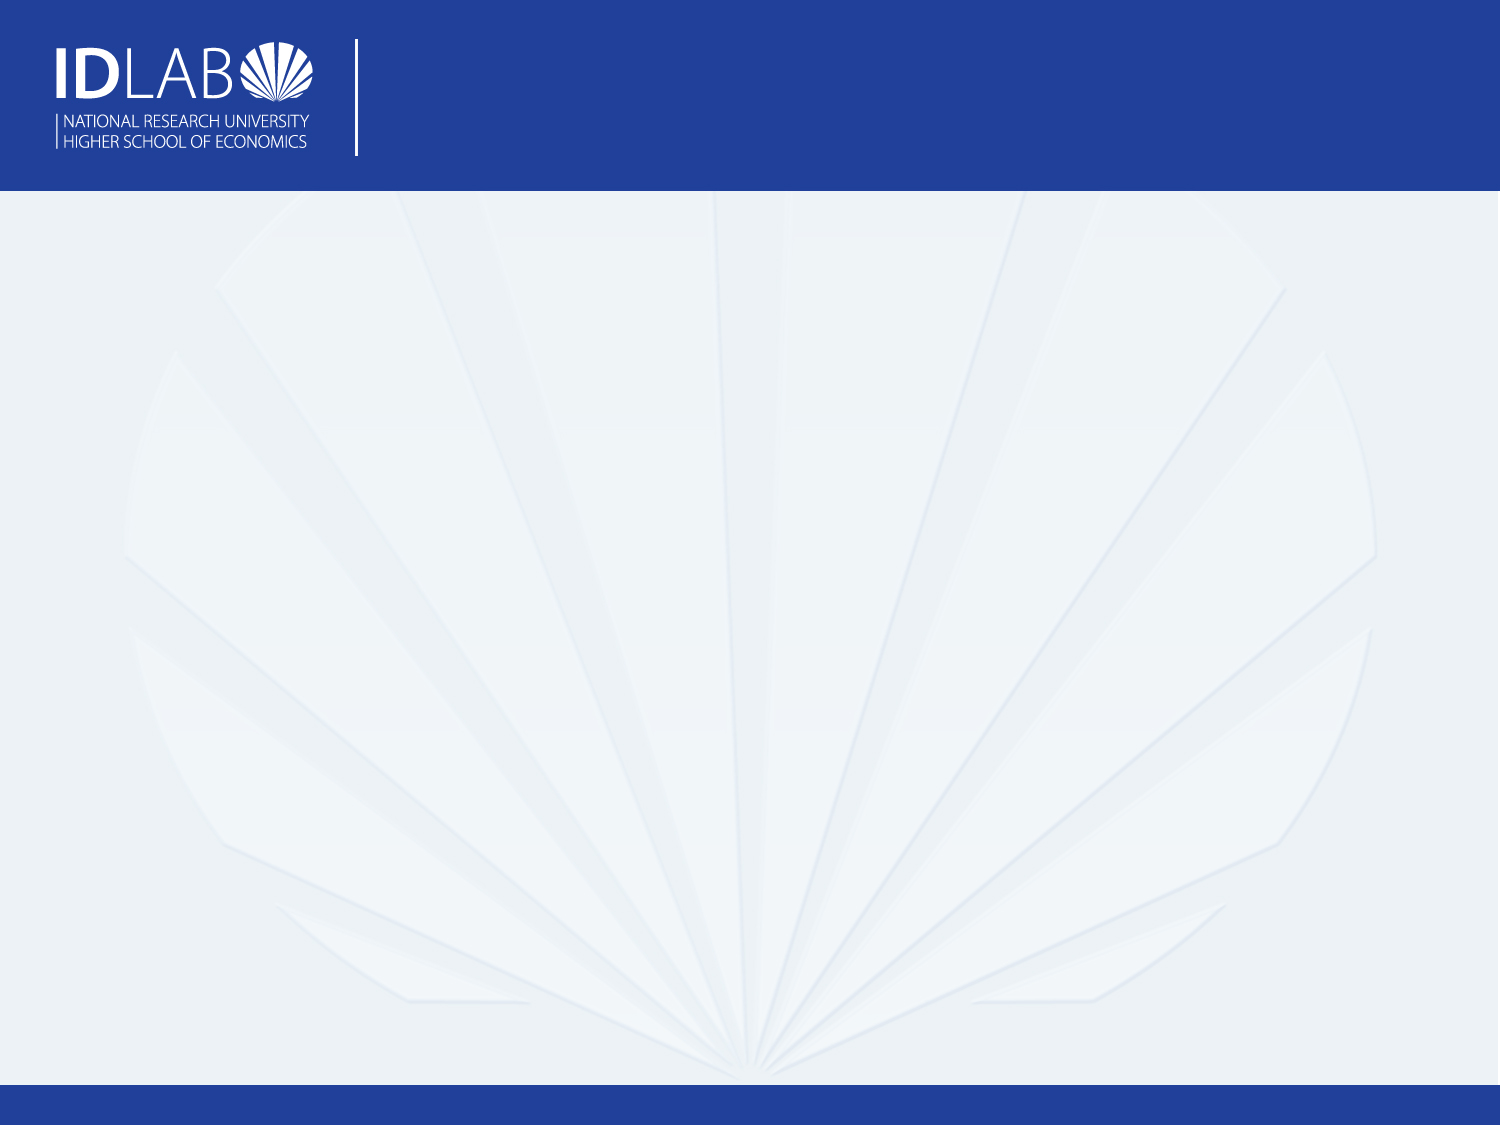 IDLAB
NATIONAL RESEARCH UNIVERSITY
HIGHER SCHOOL OF ECONOMICS